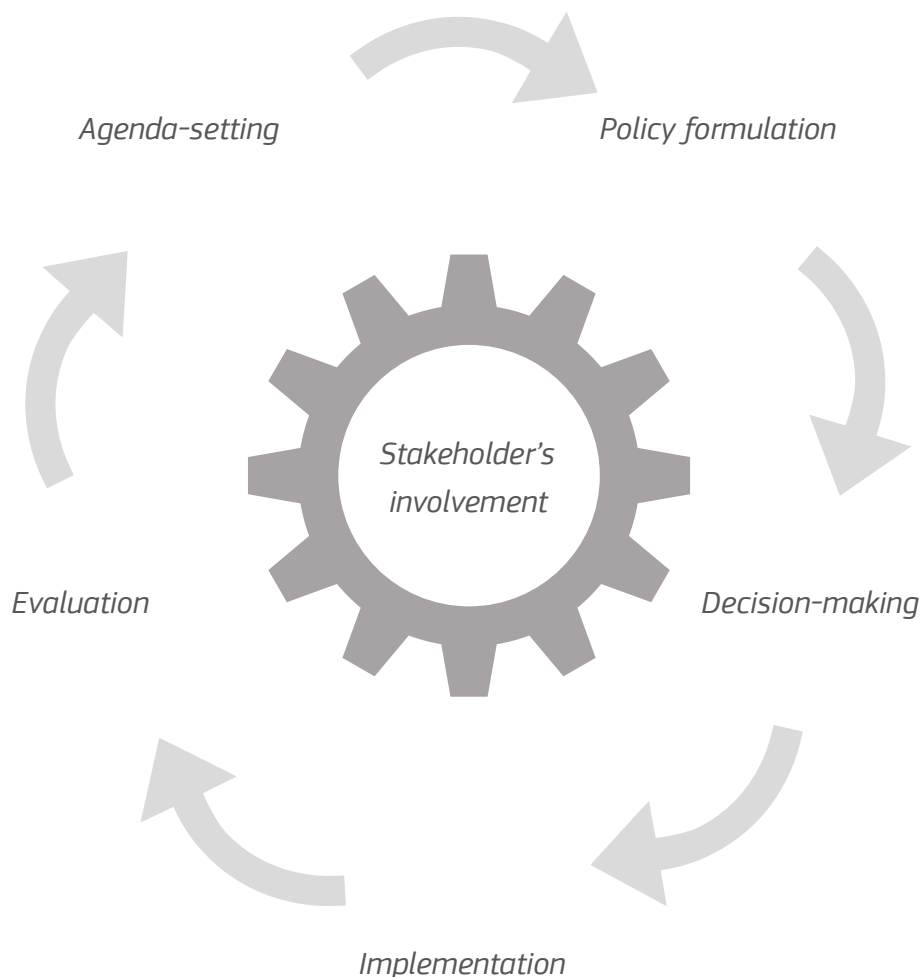 Agenda-setting
Policy formulation
Stakeholder’s
involvement
Evaluation
Decision-making
Implementation